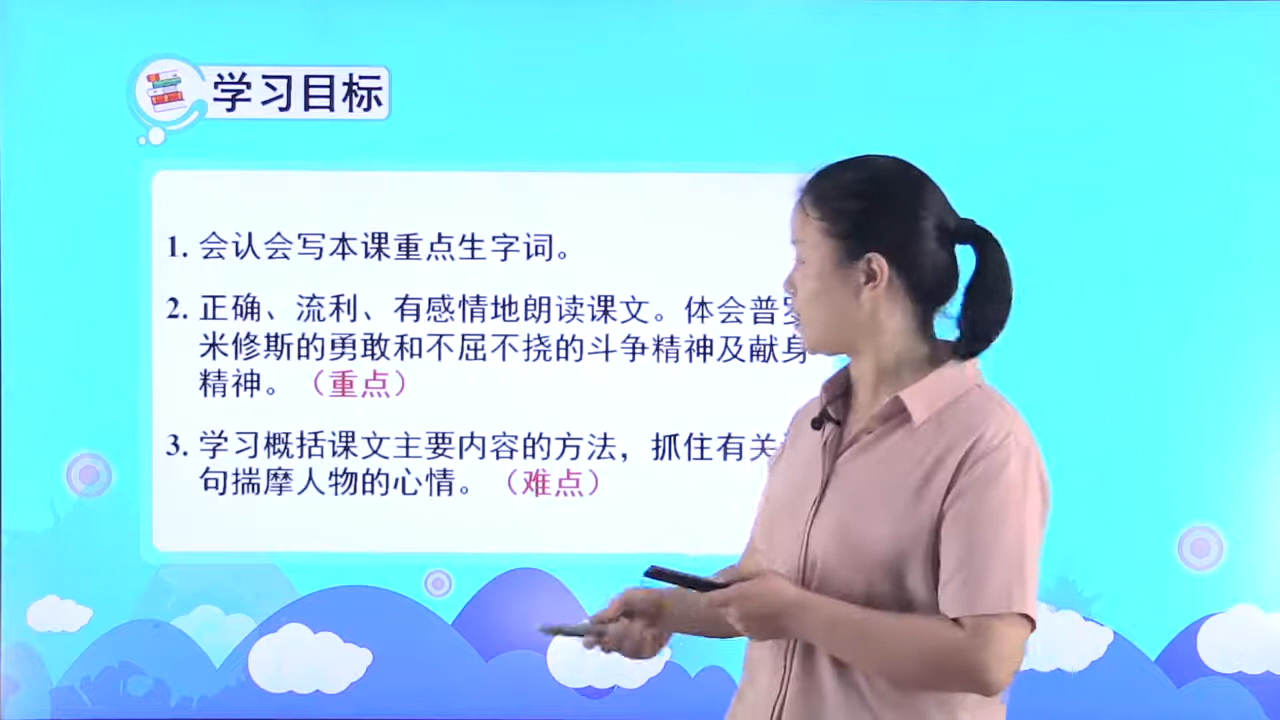 学习目标
1. 会认会写本课重点生字词。
2. 正确、流利、有感情地朗读课文。体会普罗
米修斯的勇敢和不屈不挠的斗争精神及献身
精神。（重点）
3. 学习概括课文主要内容的方法，抓住有关
句揣摩人物的心情。（难点）